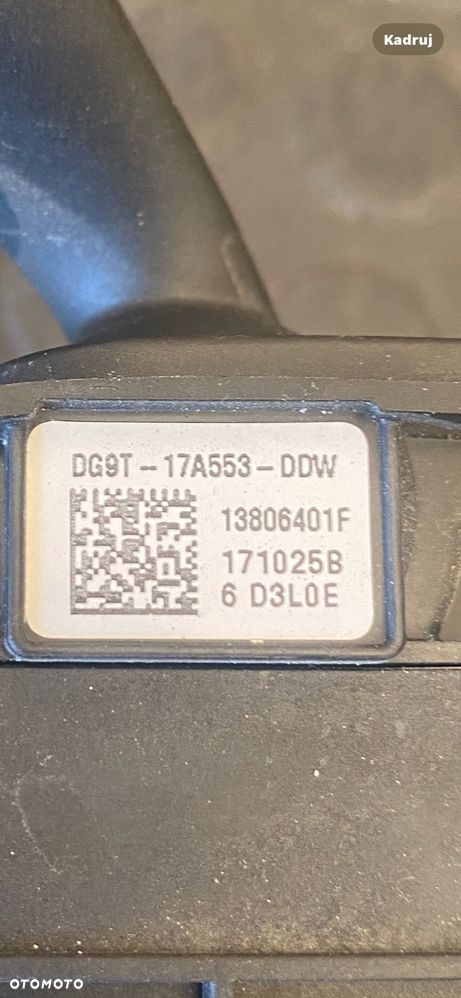 Kadruj
DG9T-17A553-DDW
13806401F
171025B
6 D3L0E
OTOMOTO